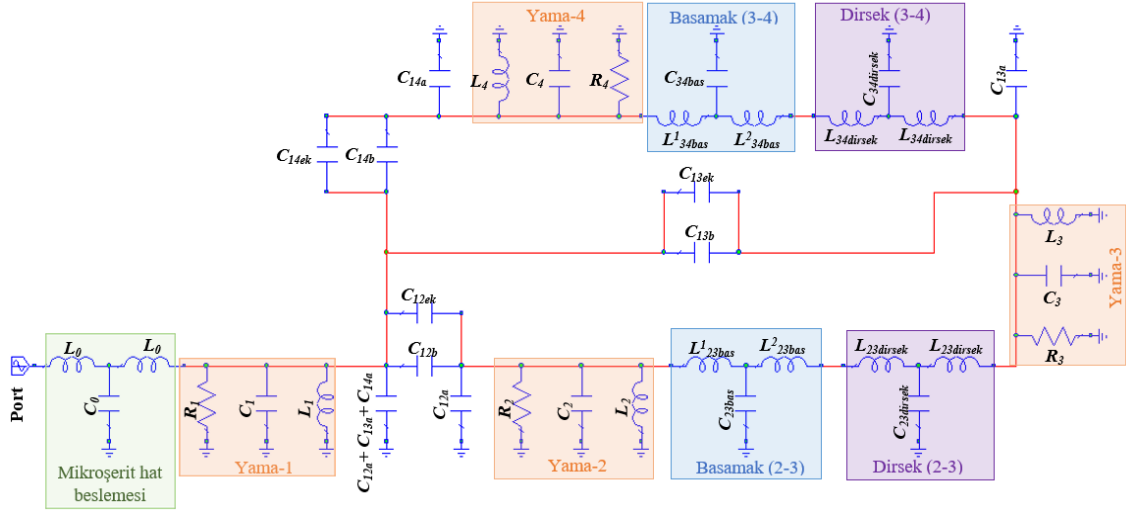 Yama-4
Basamak (3-4)
Dirsek (3-4)
C14a
L4
C4
R4
C34bas
C34dirsek
C13a
L¹34bas
L²34bas
L34dirsek
L34dirsek
C14ek
C14b
C13ek
C13b
L3
C3
R3
Yama-3
C12ek
C12b
Port
L0
L0
C0
R1
C1
L1
C12a + C13a + C14a
C12a
R2
C2
L2
L¹23bas
L²23bas
C23bas
L23dirsek
L23dirsek
C23dirsek
Mikroşerit hat
beslemesi
Yama-1
Yama-2
Basamak (2-3)
Dirsek (2-3)